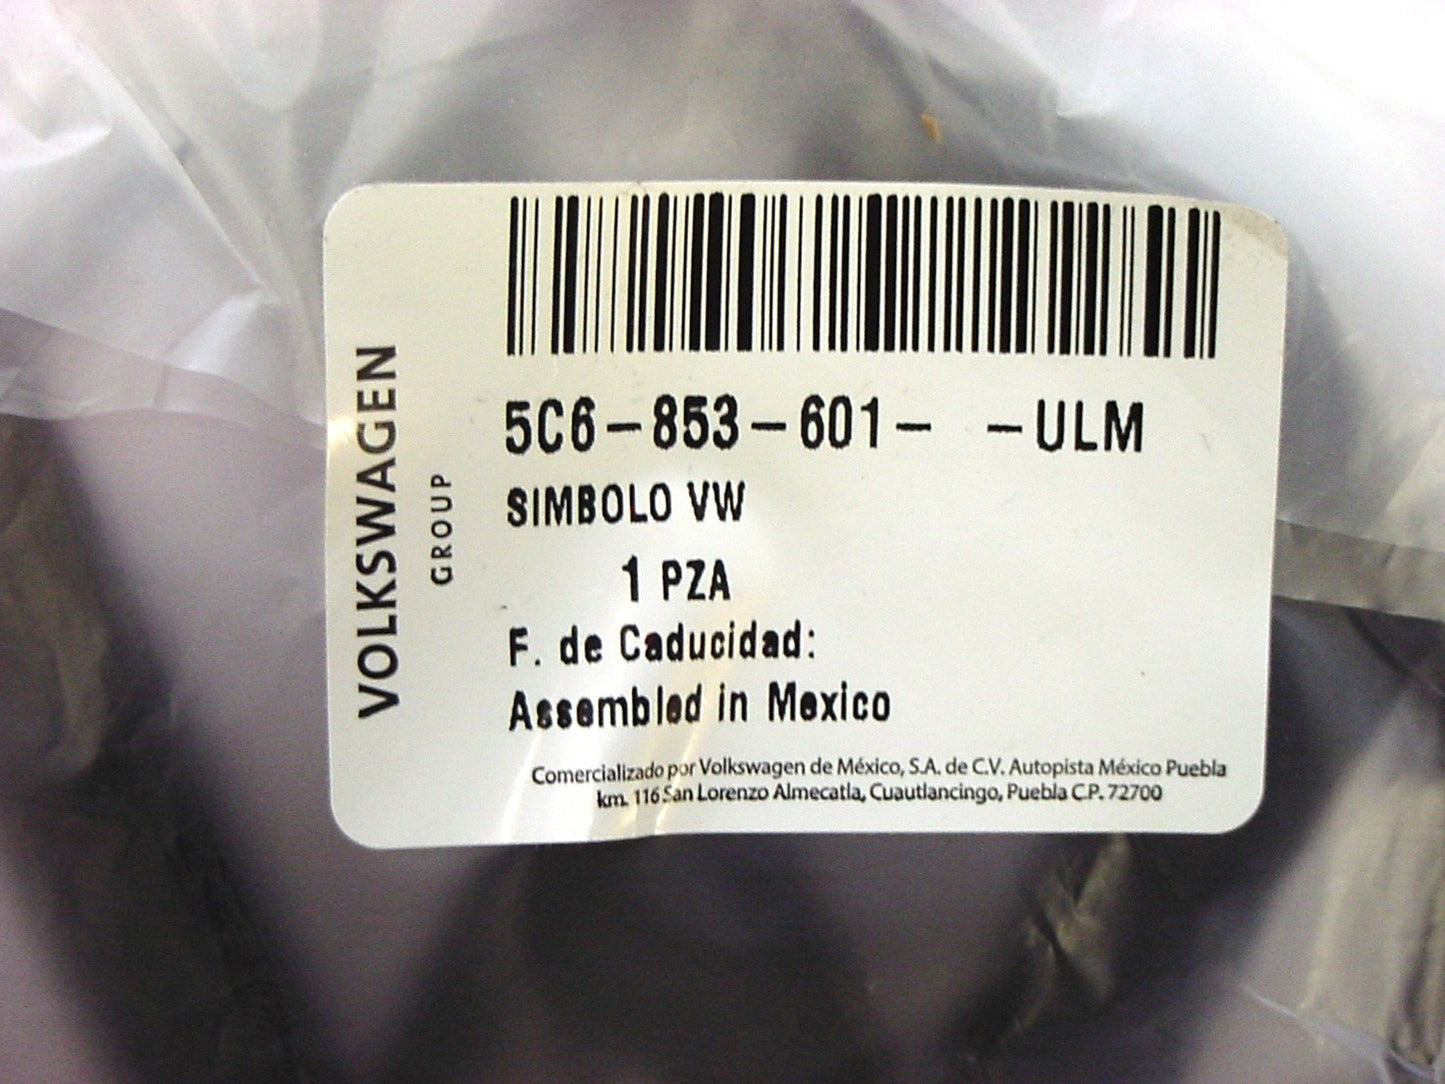 VOLKSWAGEN
GROUP
5C6-853-601- -ULM
SIMBOLO VW
1 PZA
F. de Caducidad:
Assembled in Mexico
Comercializado por Volkswagen de México, S.A. de C.V. Autopista México Puebla
km. 116 San Lorenzo Almecatla, Cuautlancingo, Puebla C.P. 72700